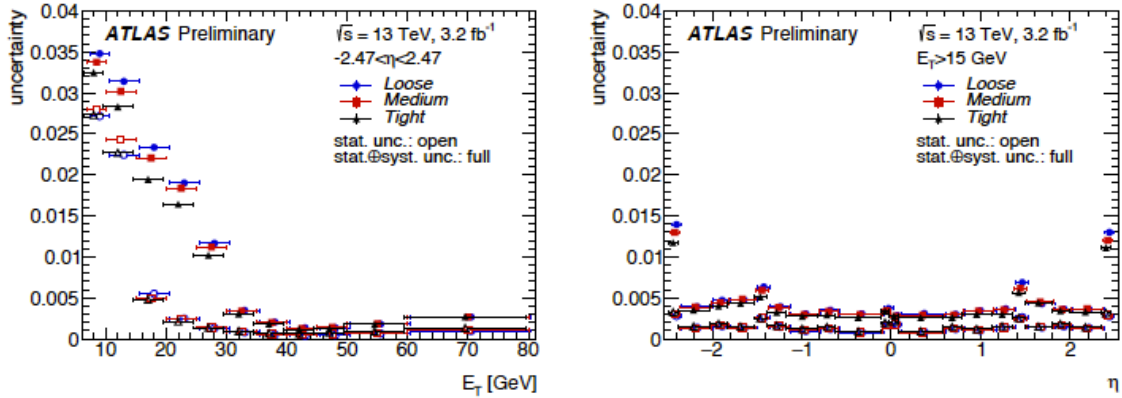 ATLAS Preliminary
√s = 13 TeV, 3.2 fb⁻¹
-2.47<η<2.47
Loose
Medium
Tight
stat. unc.: open
stat.⊕syst. unc.: full
uncertainty
0.04
0.035
0.03
0.025
0.02
0.015
0.01
0.005
0
10 20 30 40 50 60 70 80
E_T [GeV]
ATLAS Preliminary
√s = 13 TeV, 3.2 fb⁻¹
E_T>15 GeV
Loose
Medium
Tight
stat. unc.: open
stat.⊕syst. unc.: full
uncertainty
0.04
0.035
0.03
0.025
0.02
0.015
0.01
0.005
0
−2 −1 0 1 2
η